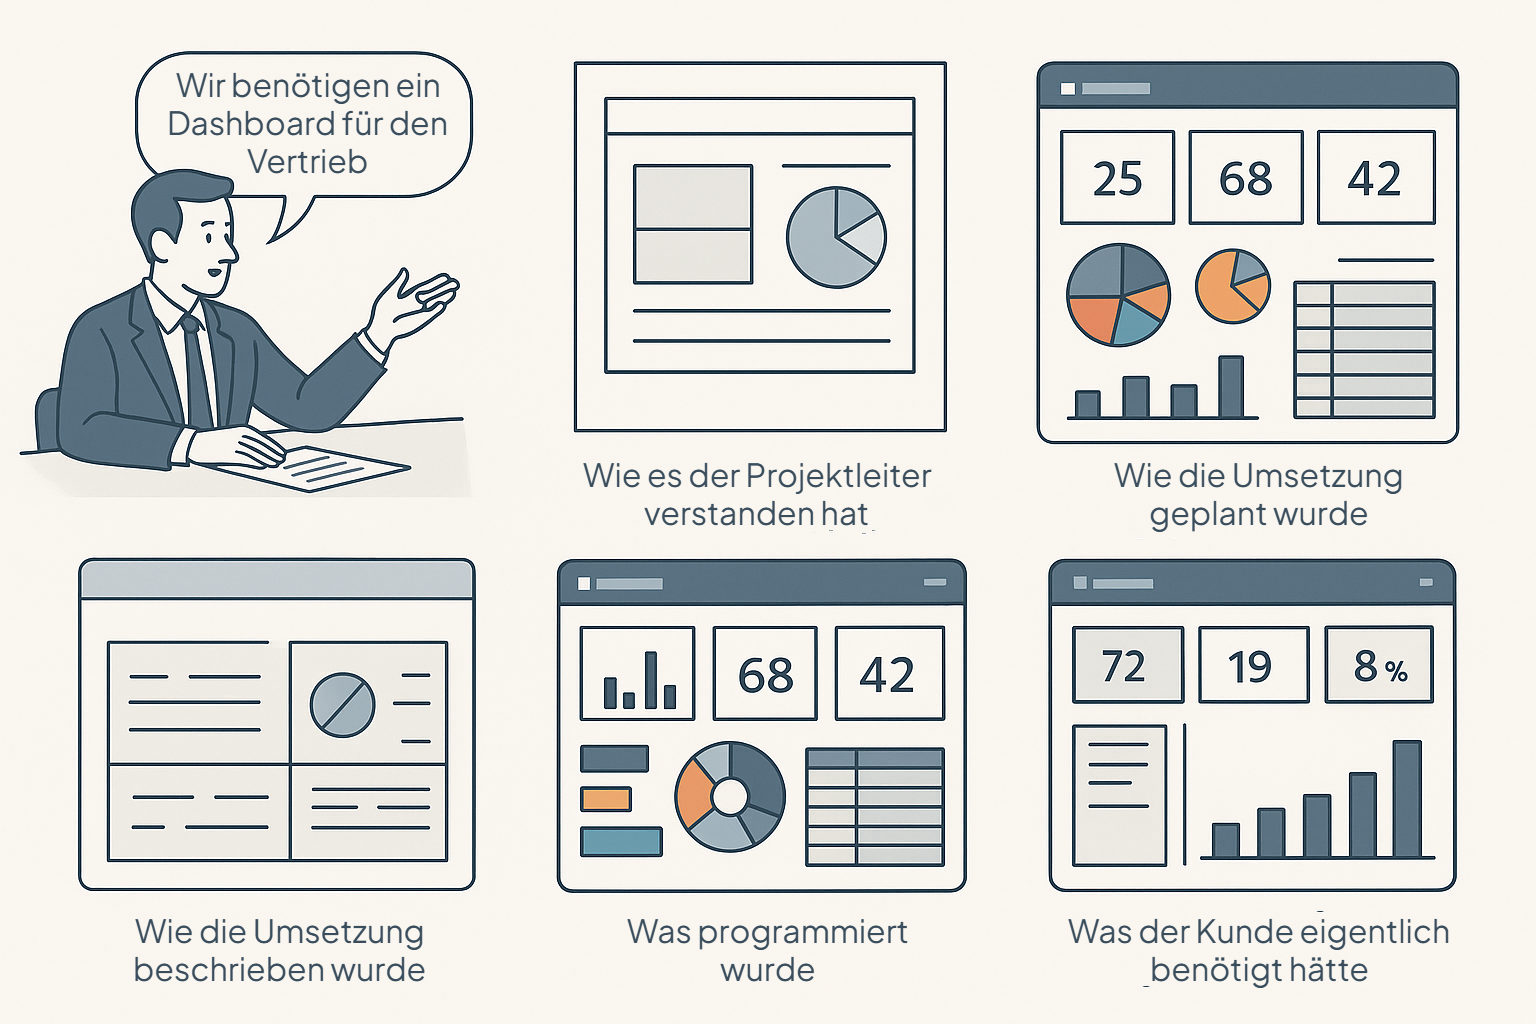 Wir benötigen ein
Dashboard für den
Vertrieb
Wie es der Projektleiter
verstanden hat
25
68
42
Wie die Umsetzung
geplant wurde
Wie die Umsetzung
beschrieben wurde
68
42
Was programmiert
wurde
72
19
8 %
Was der Kunde eigentlich
benötigt hätte